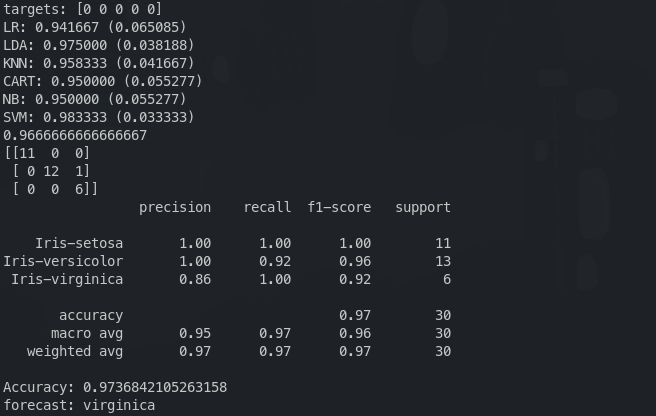 targets: [0 0 0 0 0]
LR: 0.941667 (0.065085)
LDA: 0.975000 (0.038188)
KNN: 0.958333 (0.041667)
CART: 0.950000 (0.055277)
NB: 0.950000 (0.055277)
SVM: 0.983333 (0.033333)
0.9666666666666667
[[11  0  0]
 [ 0 12  1]
 [ 0  0  6]]
                 precision    recall  f1-score   support

    Iris-setosa       1.00      1.00      1.00        11
Iris-versicolor       1.00      0.92      0.96        13
 Iris-virginica       0.86      1.00      0.92         6

       accuracy                           0.97        30
      macro avg       0.95      0.97      0.96        30
   weighted avg       0.97      0.97      0.97        30

Accuracy: 0.9736842105263158
forecast: virginica